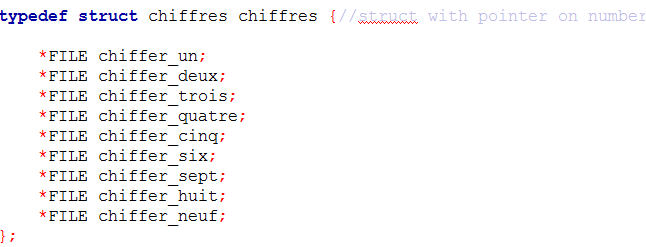 typedef struct chiffres chiffres {//struct with pointer on number
*FILE chiffer_un;
*FILE chiffer_deux;
*FILE chiffer_trois;
*FILE chiffer_quatre;
*FILE chiffer_cinq;
*FILE chiffer_six;
*FILE chiffer_sept;
*FILE chiffer_huit;
*FILE chiffer_neuf;
};